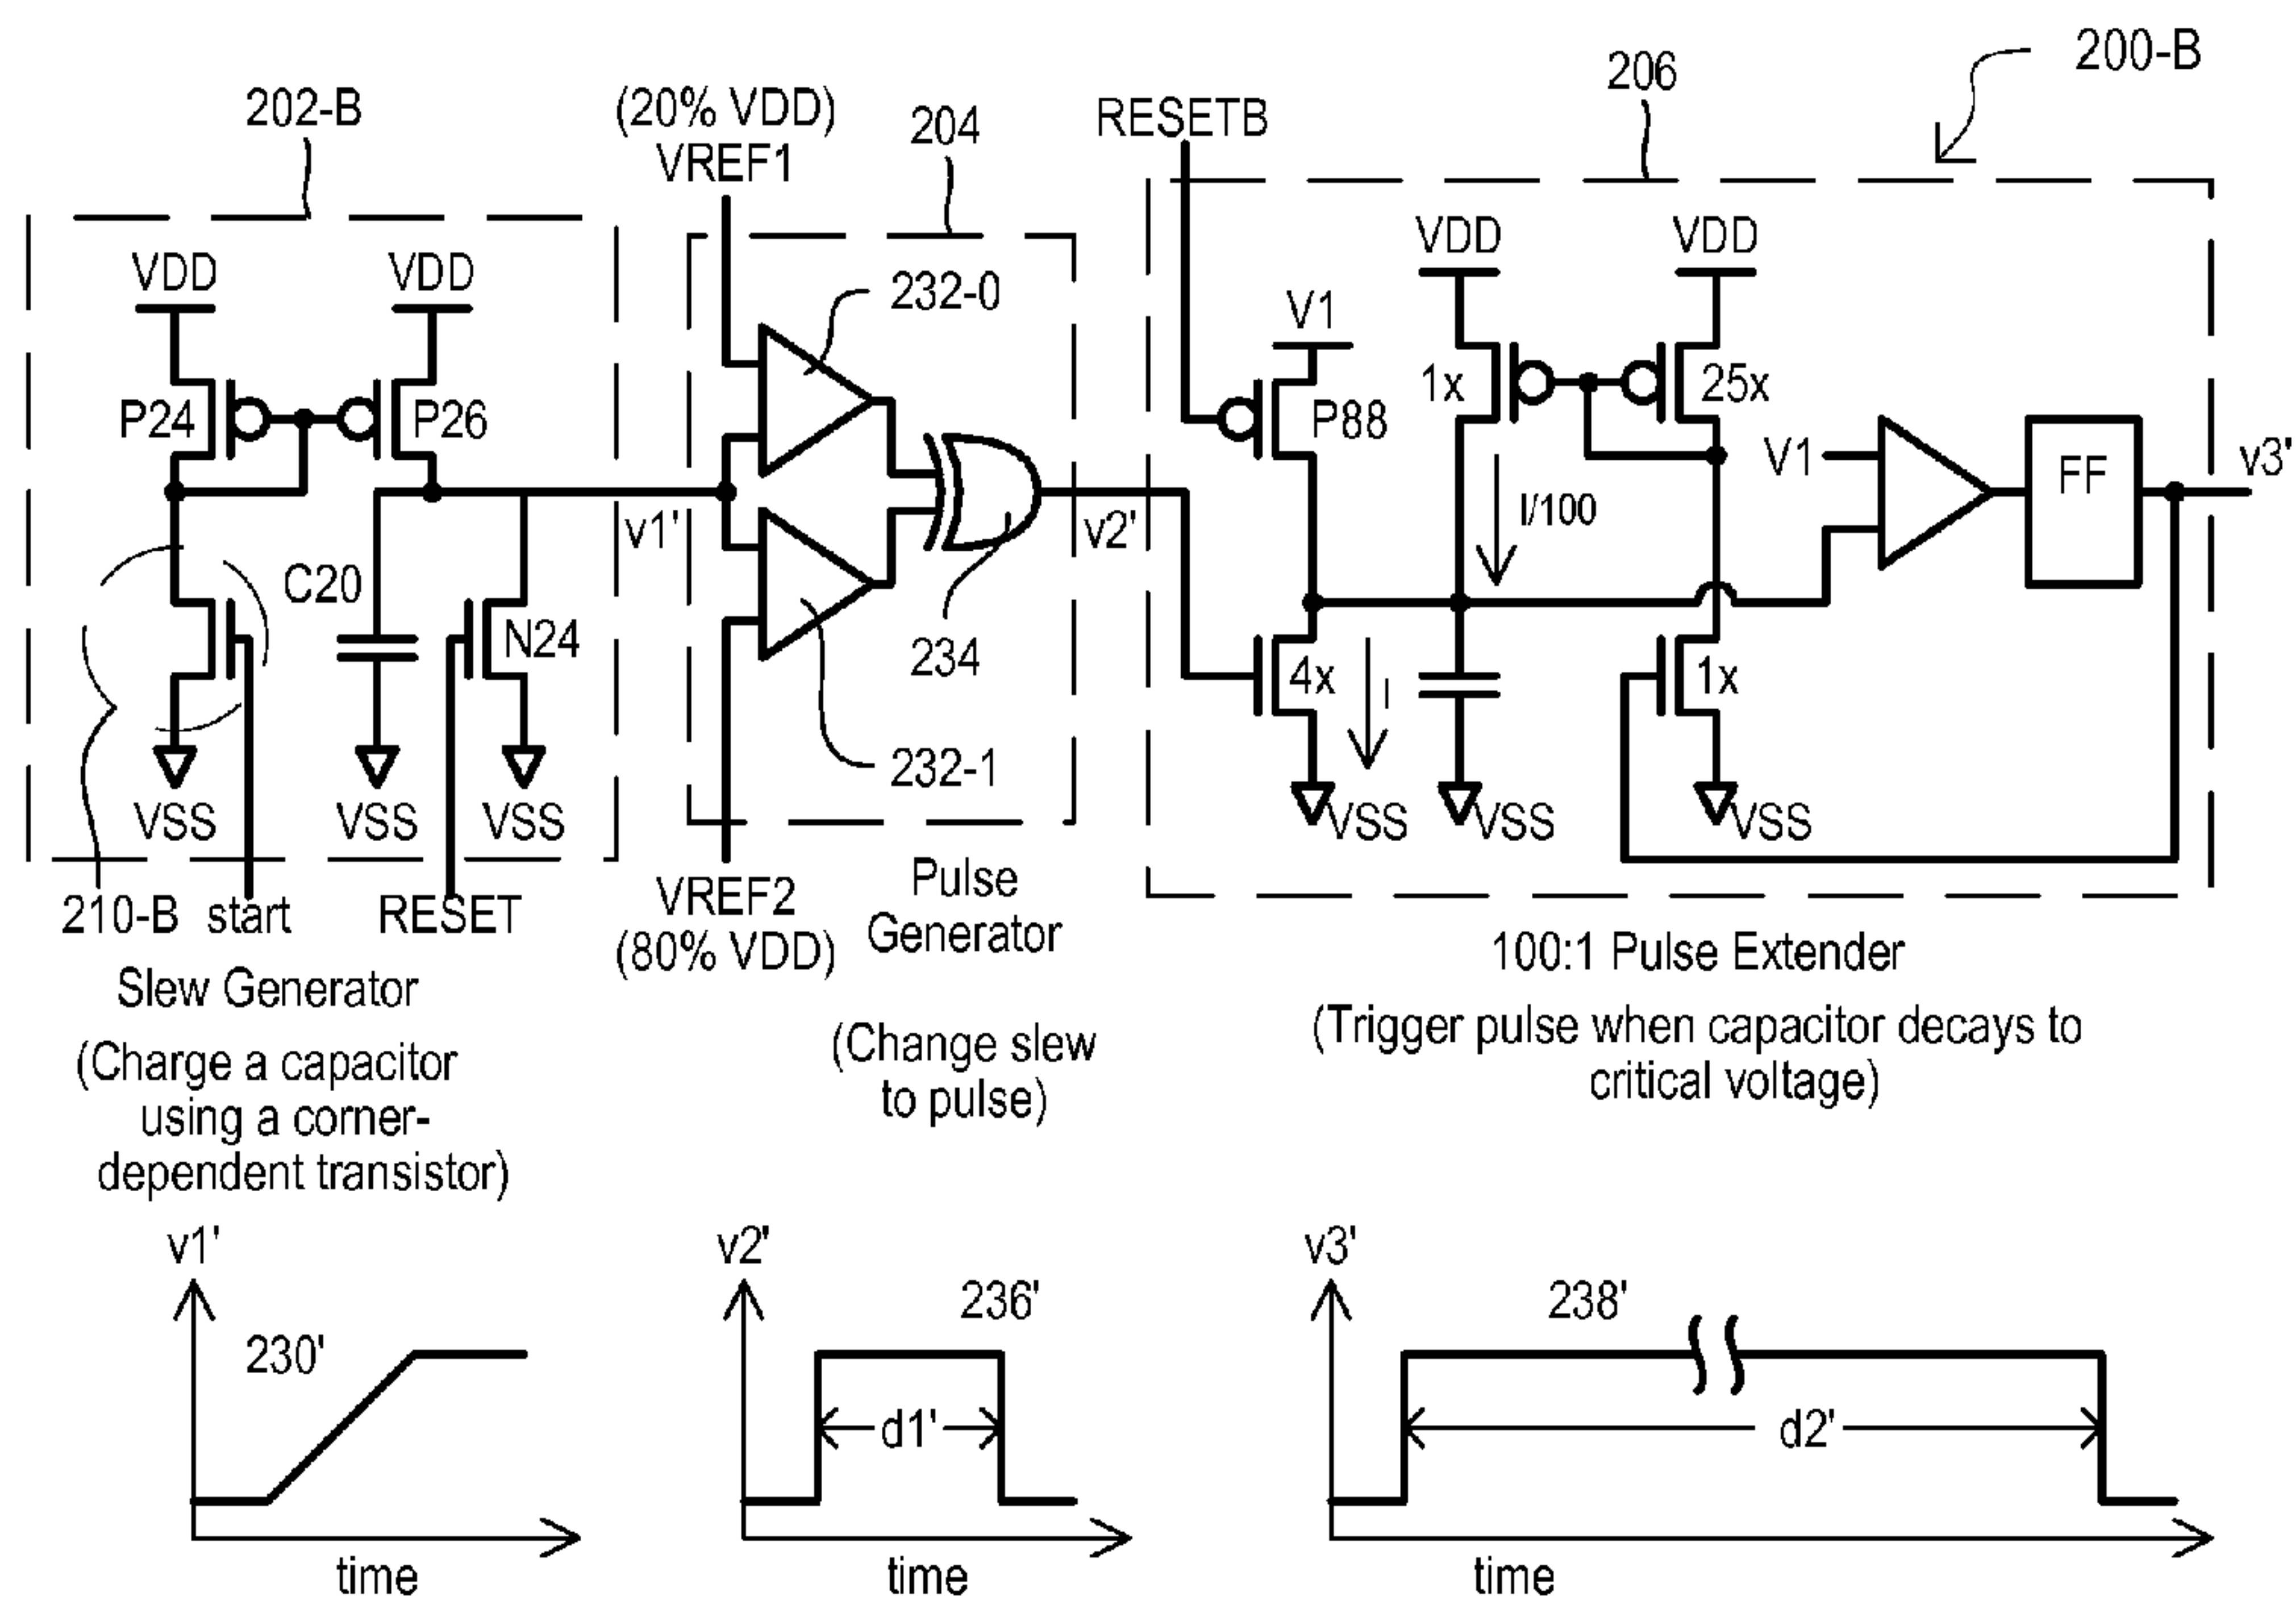 200-B
206
202-B
(20% VDD)
VREF1
204
RESETB
VDD
VDD
P24
P26
232-0
V1
P88
VDD
VDD
1x
25x
I/100
V1
FF
v3'
v1'
v2'
C20
N24
234
4x
I
1x
232-1
VSS
VSS
VSS
VSS
VSS
VSS
210-B
start
RESET
VREF2
(80% VDD)
Pulse
Generator
Slew Generator
(Charge a capacitor
using a corner-
dependent transistor)
(Change slew
to pulse)
100:1 Pulse Extender
(Trigger pulse when capacitor decays to
critical voltage)
v1'
230'
time
v2'
236'
d1'
time
v3'
238'
d2'
time